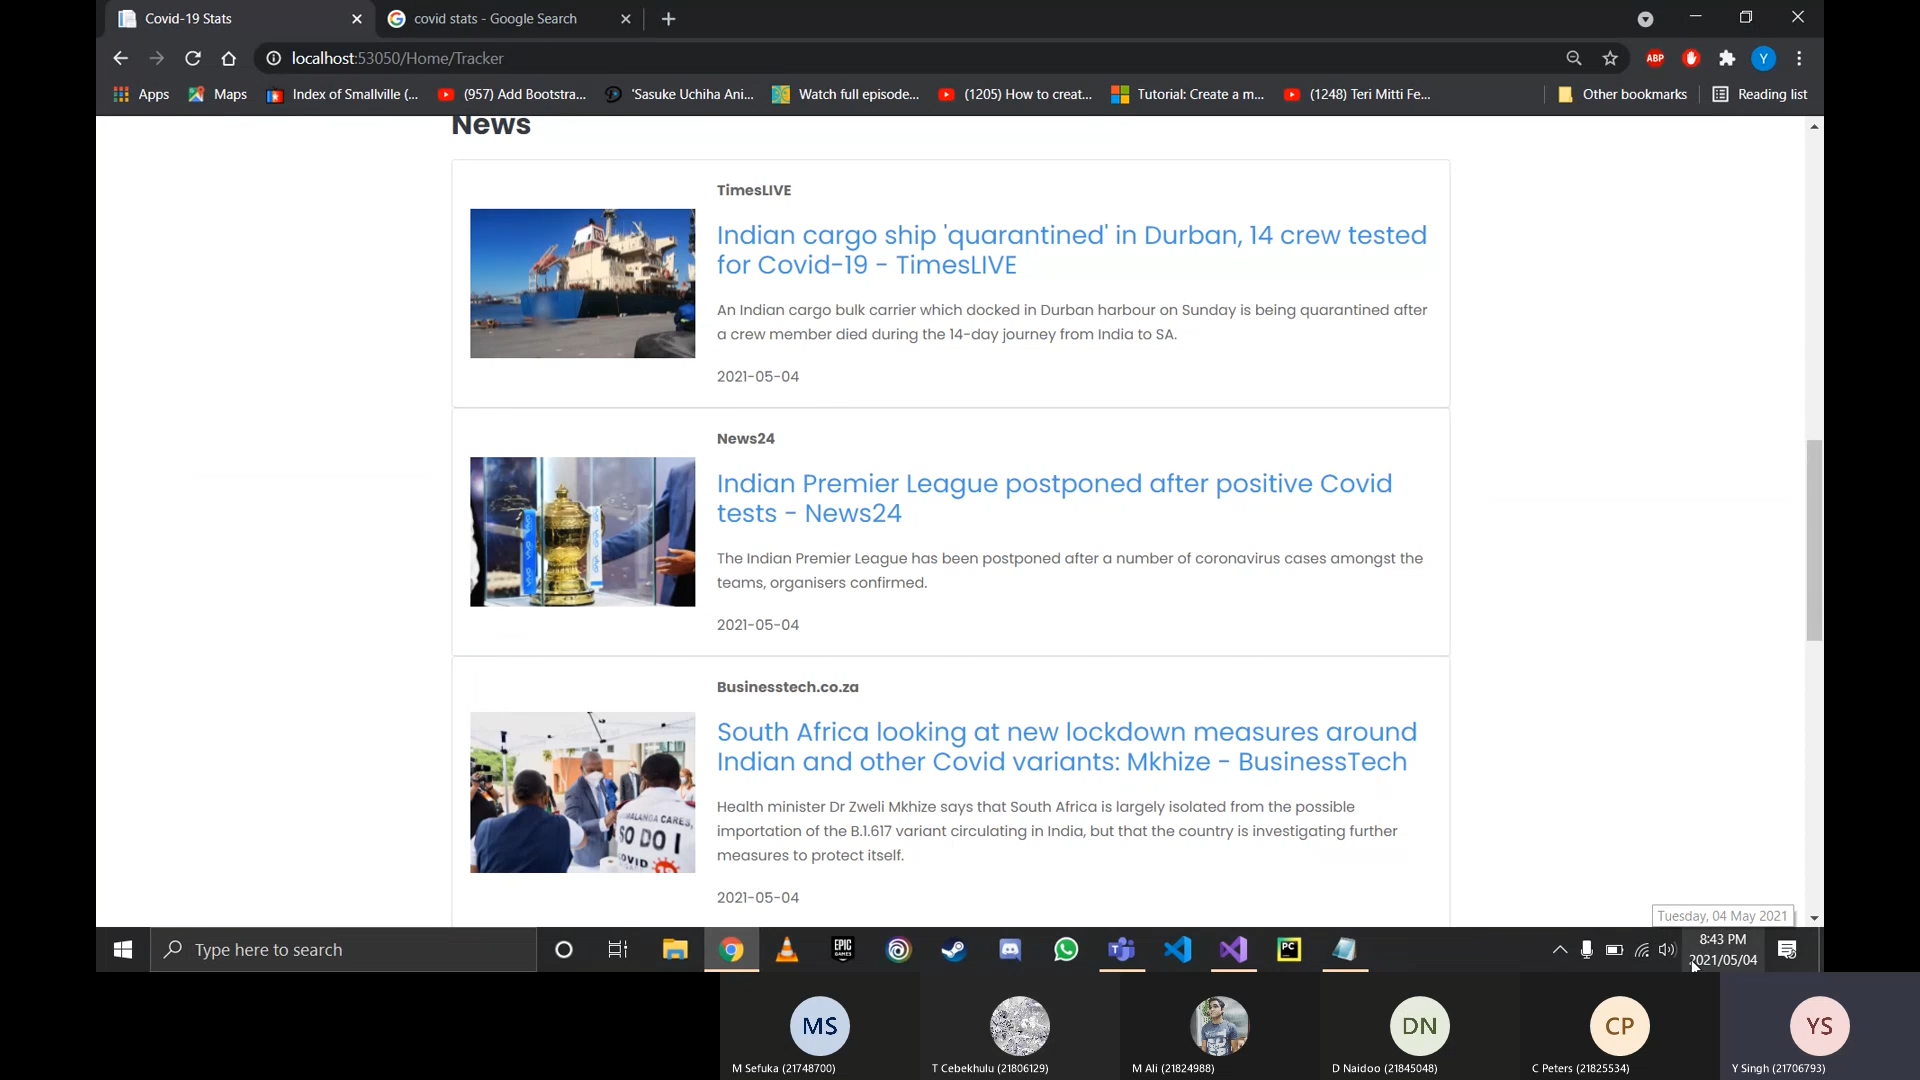 Covid-19 Stats
covid stats - Google Search
localhost:53050/Home/Tracker
ABP
Y
Apps
Maps
Index of Smallville (...
(957) Add Bootstra...
'Sasuke Uchiha Ani...
Watch full episode...
(1205) How to creat...
Tutorial: Create a m...
(1248) Teri Mitti Fe...
Other bookmarks
Reading list
News
TimesLIVE
Indian cargo ship 'quarantined' in Durban, 14 crew tested
for Covid-19 - TimesLIVE
An Indian cargo bulk carrier which docked in Durban harbour on Sunday is being quarantined after
a crew member died during the 14-day journey from India to SA.
2021-05-04
News24
Indian Premier League postponed after positive Covid
tests - News24
The Indian Premier League has been postponed after a number of coronavirus cases amongst the
teams, organisers confirmed.
2021-05-04
Businesstech.co.za
South Africa looking at new lockdown measures around
Indian and other Covid variants: Mkhize - BusinessTech
Health minister Dr Zweli Mkhize says that South Africa is largely isolated from the possible
importation of the B.1.617 variant circulating in India, but that the country is investigating further
measures to protect itself.
2021-05-04
CARES,
SO DO I
Tuesday, 04 May 2021
Type here to search
EPIC
GAMES
PC
8:43 PM
2021/05/04
MS
DN
CP
YS
M Sefuka (21748700)
T Cebekhulu (21806129)
M Ali (21824988)
D Naidoo (21845048)
C Peters (21825534)
Y Singh (21706793)